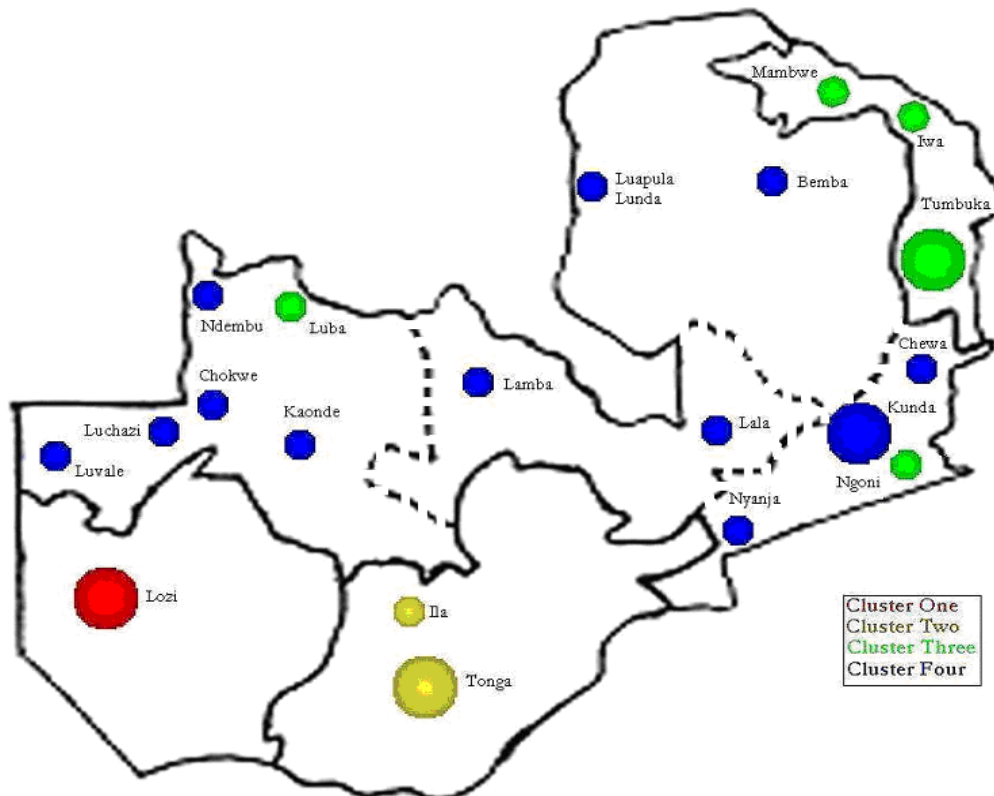 Mambwe
Iwa
Luapula
Lunda
Bemba
Tumbuka
Ndembu
Luba
Chewa
Chokwe
Lamba
Kaonde
Kunda
Luchazi
Lala
Luvale
Ngoni
Nyanja
Lozi
Ila
Tonga
Cluster One
Cluster Two
Cluster Three
Cluster Four